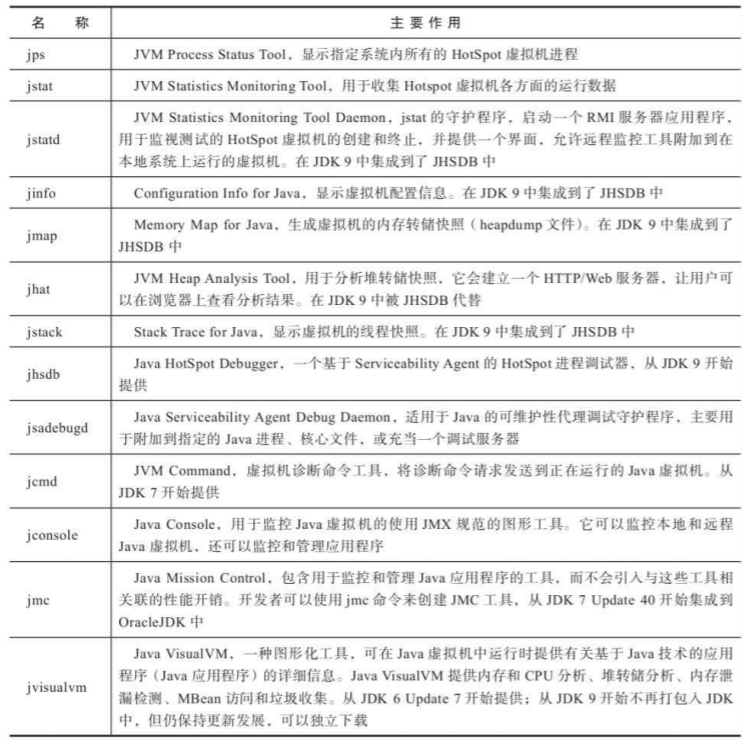 名 称 主 要 作 用
jps JVM Process Status Tool，显示指定系统内所有的 HotSpot 虚拟机进程
jstat JVM Statistics Monitoring Tool，用于收集 Hotspot 虚拟机各方面的运行数据
JVM Statistics Monitoring Tool Daemon，jstat 的守护程序，启动一个 RMI 服务器应用程序，
jstatd 用于监视测试的 HotSpot 虚拟机的创建和终止，并提供一个界面，允许远程监控工具附加到在
本地系统上运行的虚拟机。在 JDK 9 中集成到了 JHSDB 中
jinfo Configuration Info for Java，显示虚拟机配置信息。在 JDK 9 中集成到了 JHSDB 中
jmap Memory Map for Java，生成虚拟机的内存转储快照（heapdump 文件）。在 JDK 9 中集成到了
JHSDB 中
jhat JVM Heap Analysis Tool，用于分析堆转储快照，它会建立一个 HTTP/Web 服务器，让用户可
以在浏览器上查看分析结果。在 JDK 9 中被 JHSDB 代替
jstack Stack Trace for Java，显示虚拟机的线程快照。在 JDK 9 中集成到了 JHSDB 中
jhsdb Java HotSpot Debugger，一个基于 Serviceability Agent 的 HotSpot 进程调试器，从 JDK 9 开始
提供
jsadebugd Java Serviceability Agent Debug Daemon，适用于 Java 的可维护性代理调试守护程序，主要用
于附加到指定的 Java 进程、核心文件，或充当一个调试服务器
jcmd JVM Command，虚拟机诊断命令工具，将诊断命令请求发送到正在运行的 Java 虚拟机。从
JDK 7 开始提供
jconsole Java Console，用于监控 Java 虚拟机的使用 JMX 规范的图形工具。它可以监控本地和远程
Java 虚拟机，还可以监控和管理应用程序
Java Mission Control，包含用于监控和管理 Java 应用程序的工具，而不会引入与这些工具相
jmc 关联的性能开销。开发者可以使用 jmc 命令来创建 JMC 工具，从 JDK 7 Update 40 开始集成到
OracleJDK 中
Java VisualVM，一种图形化工具，可在 Java 虚拟机中运行时提供有关基于 Java 技术的应用
程序（Java 应用程序）的详细信息。Java VisualVM 提供内存和 CPU 分析、堆转储分析、内存泄
jvisualvm 漏检测、MBean 访问和垃圾收集。从 JDK 6 Update 7 开始提供；从 JDK 9 开始不再打包入 JDK
中，但仍保持更新发展，可以独立下载